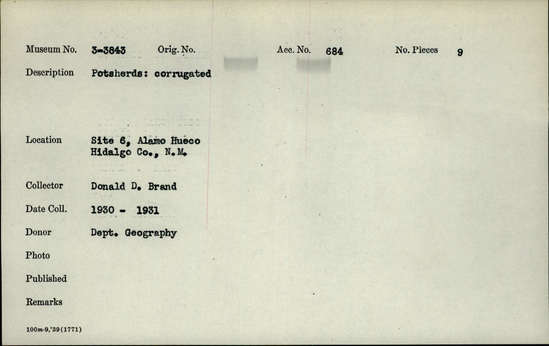 Museum No. 3-3843 Orig. No. Acc. No. 684 No. Pieces 9
Description Potsherds: corrugated
Location Site 6, Alamo Hueco
Hidalgo Co., N.M.
Collector Donald D. Brand
Date Coll. 1930 - 1931
Donor Dept. Geography
Photo
Published
Remarks
100m-9,'39(1771)